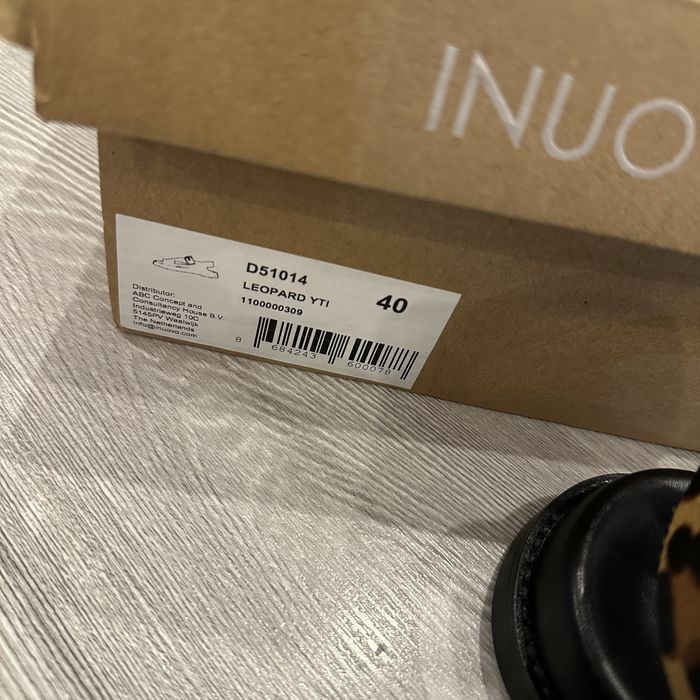 INUO
D51014
LEOPARD YTI
1100000309
40
Distributor:
ABC Concept and
Consultancy House B.V.
Industrieweg 10C
5145PV Waalwijk
The Netherlands
info@inuovo.com
8 684243 600078